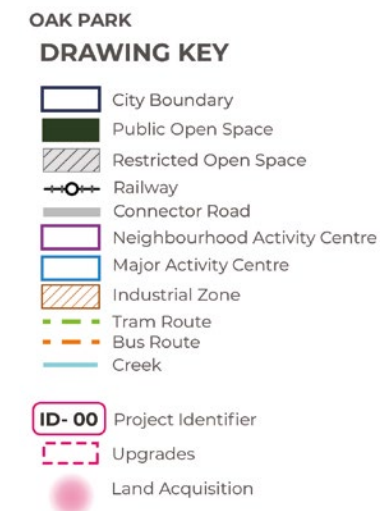 OAK PARK
DRAWING KEY
City Boundary
Public Open Space
Restricted Open Space
Railway
Connector Road
Neighbourhood Activity Centre
Major Activity Centre
Industrial Zone
Tram Route
Bus Route
Creek
ID- 00 Project Identifier
Upgrades
Land Acquisition